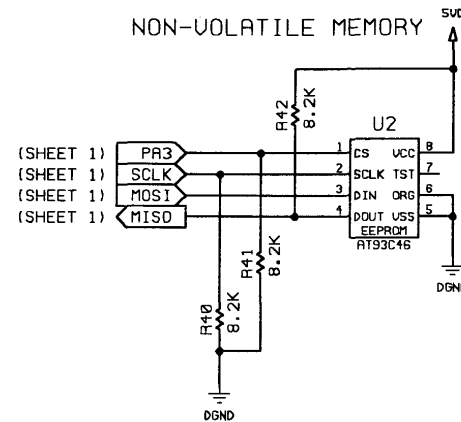 NON-VOLATILE MEMORY
5VD
R42
8.2K
U2
(SHEET 1) PA3 1 CS VCC 8
(SHEET 1) SCLK 2 SCLK TST 7
(SHEET 1) MOSI 3 DIN ORG 6
(SHEET 1) MISO 4 DOUT VSS 5
EEPROM
AT93C46
R41
8.2K
R40
8.2K
DGND
DGND